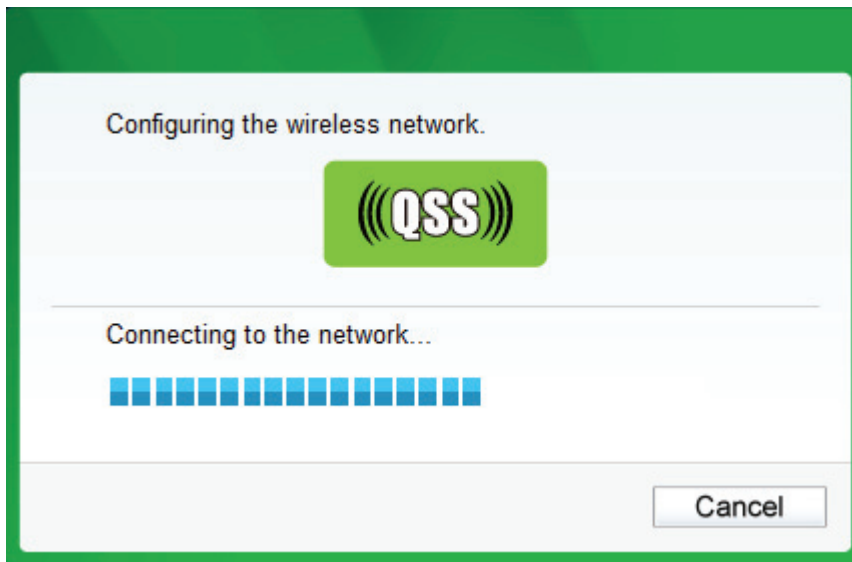 Configuring the wireless network.
QSS
Connecting to the network...
Cancel